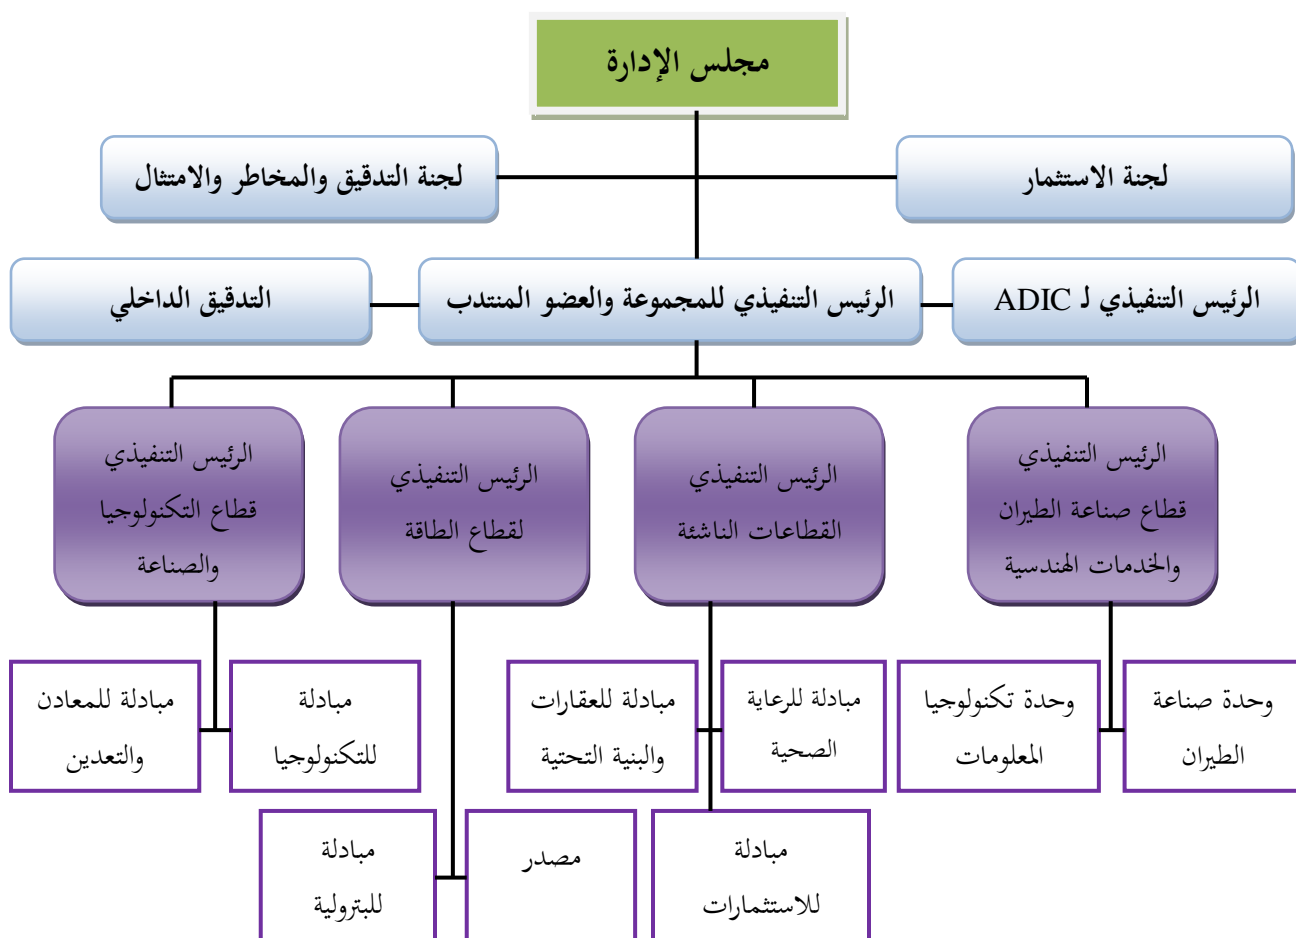 مجلس الإدارة
لجنة الاستثمار
لجنة التدقيق والمخاطر والامتثال
الرئيس التنفيذي لـ ADIC
الرئيس التنفيذي للمجموعة والعضو المنتدب
التدقيق الداخلي
الرئيس التنفيذي
قطاع صناعة الطيران
والخدمات الهندسية
الرئيس التنفيذي
القطاعات الناشئة
الرئيس التنفيذي
لقطاع الطاقة
الرئيس التنفيذي
قطاع التكنولوجيا
والصناعة
وحدة صناعة
الطيران
وحدة تكنولوجيا
المعلومات
مبادلة للرعاية
الصحية
مبادلة للعقارات
والبنية التحتية
مبادلة
للتكنولوجيا
مبادلة للمعادن
والتعدين
مبادلة
للاستثمارات
مصدر
مبادلة
للبترولية